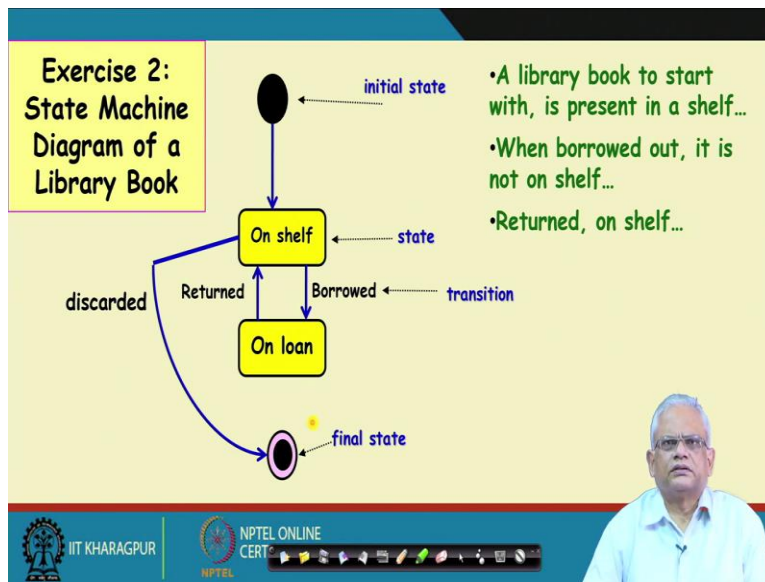 Exercise 2:
State Machine
Diagram of a
Library Book
initial state
On shelf
state
discarded
Returned
Borrowed
transition
On loan
final state
•A library book to start
with, is present in a shelf...
•When borrowed out, it is
not on shelf...
•Returned, on shelf...
IIT KHARAGPUR
NPTEL
NPTEL ONLINE